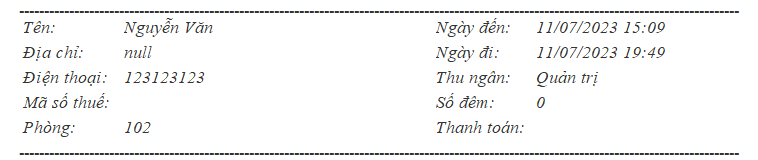 Tên: Nguyễn Văn Ngày đến: 11/07/2023 15:09
Địa chỉ: null Ngày đi: 11/07/2023 19:49
Điện thoại: 123123123 Thu ngân: Quản trị
Mã số thuế: Số đêm: 0
Phòng: 102 Thanh toán: